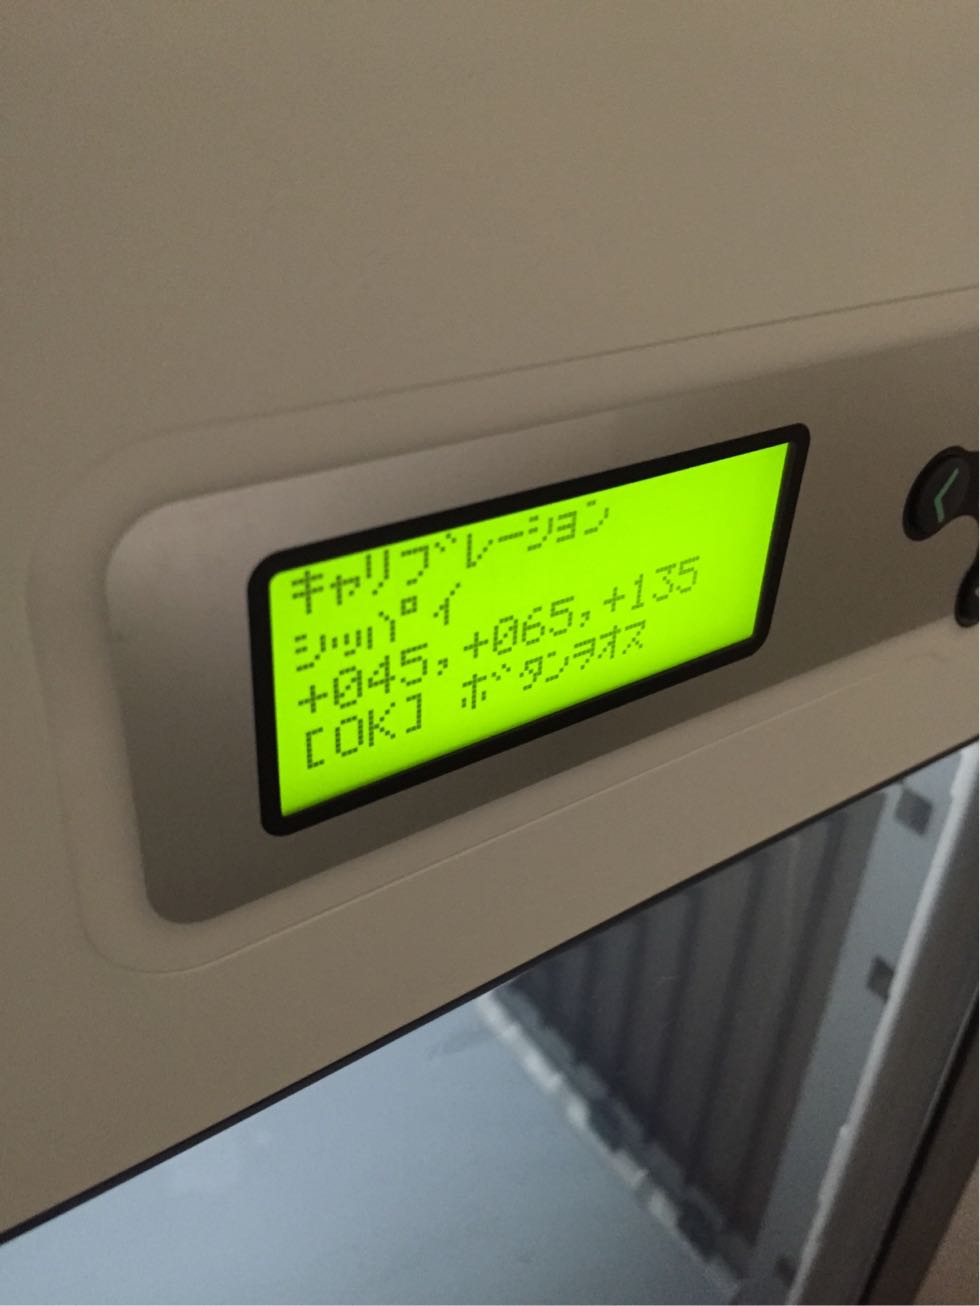 キャリブレーション
シッパイ
+045, +065, +135
[OK] ボタンヲオス